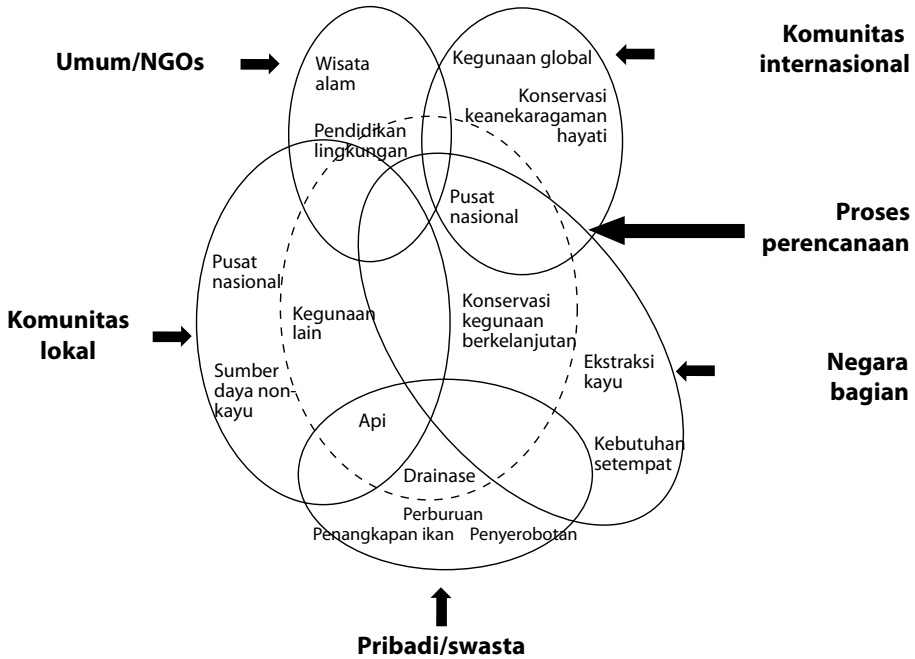 Umum/NGOs
Wisata
alam
Kegunaan global
Komunitas
internasional
Konservasi
keanekaragaman
hayati
Pendidikan
lingkungan
Pusat
nasional
Proses
perencanaan
Pusat
nasional
Komunitas
lokal
Kegunaan
lain
Konservasi
kegunaan
berkelanjutan
Ekstraksi
kayu
Negara
bagian
Sumber
daya non-
kayu
Api
Kebutuhan
setempat
Drainase
Perburuan
Penangkapan ikan
Penyerobotan
Pribadi/swasta